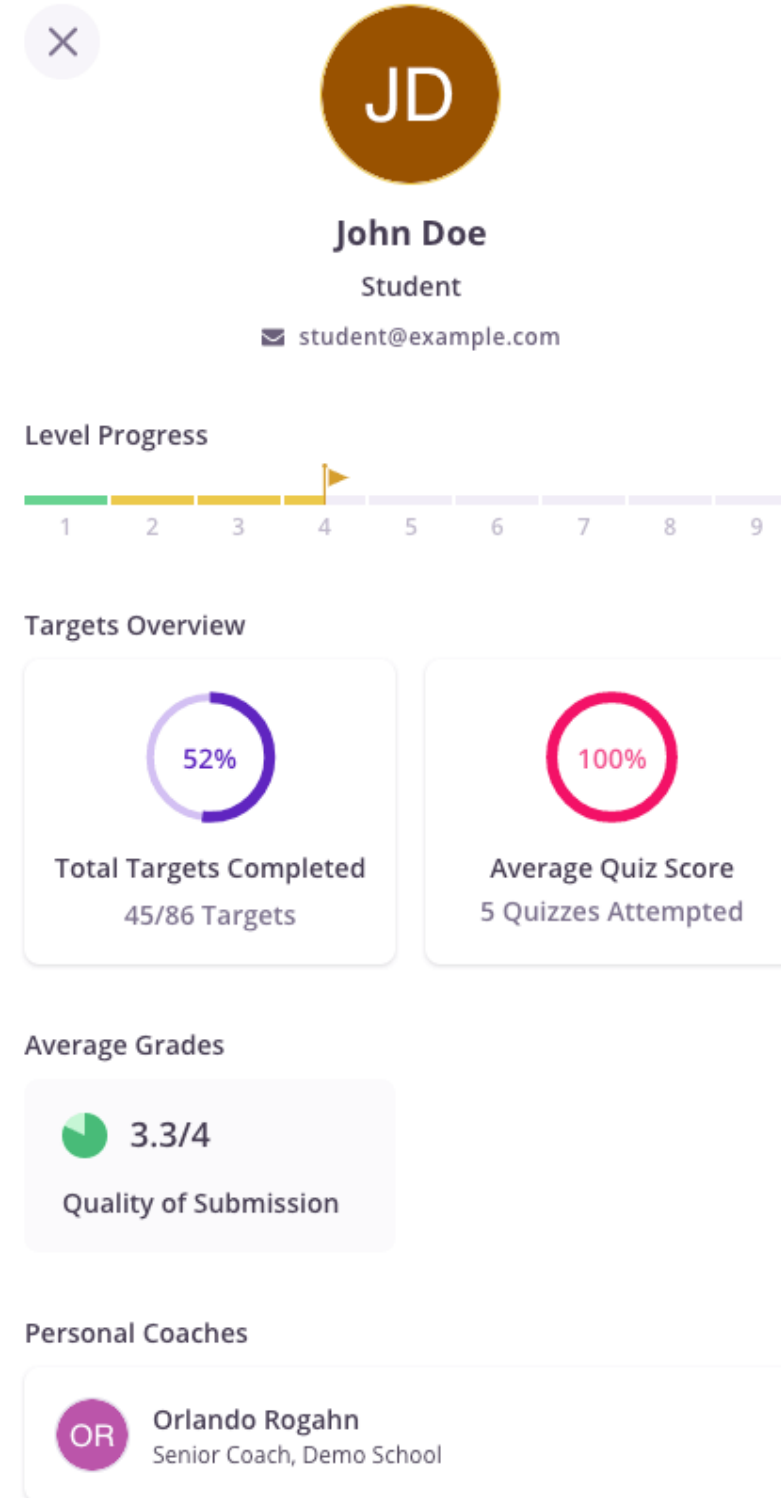 JD
John Doe
Student
student@example.com
Level Progress
1 2 3 4 5 6 7 8 9
Targets Overview
52%
Total Targets Completed
45/86 Targets
100%
Average Quiz Score
5 Quizzes Attempted
Average Grades
3.3/4
Quality of Submission
Personal Coaches
OR
Orlando Rogahn
Senior Coach, Demo School